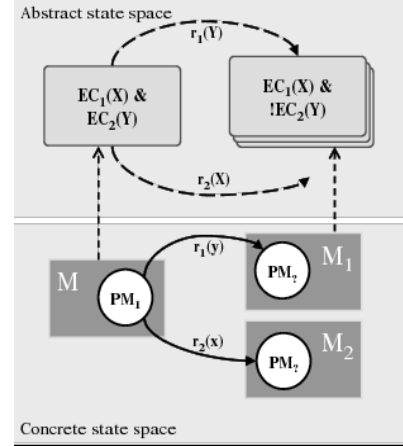 Abstract state space
r₁(Y)
EC₁(X) &
EC₂(Y)
EC₁(X) &
!EC₂(Y)
r₂(X)
M
PM₁
r₁(y)
PM?
M₁
r₂(x)
PM?
M₂
Concrete state space